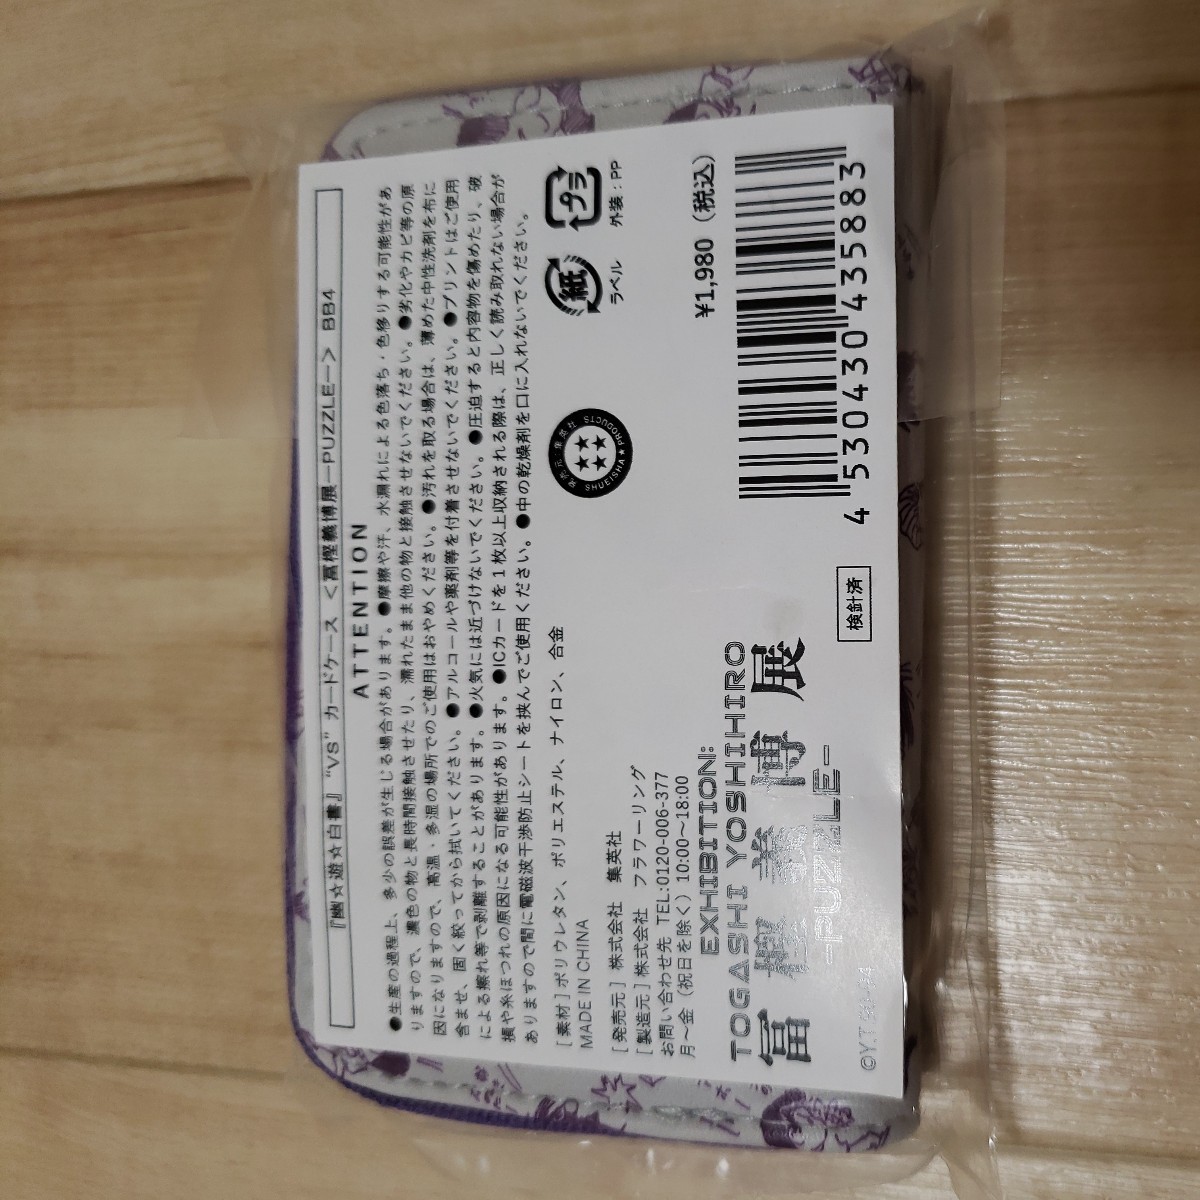 『幽☆遊☆白書』 “VS” カードケース ＜冨樫義博展－PUZZLE－＞ BB4
ATTENTION
●生産の過程上、多少の誤差が生じる場合があります。●摩擦や汗、水濡れによる色落ち・色移りする可能性があ
りますので、濃色の物と長時間接触させたり、濡れたまま他の物と接触させないでください。●劣化やカビ等の原
因になりますので、高温・多湿の場所でのご使用はおやめください。●汚れを取る場合は、薄めた中性洗剤を布に
含ませ、固く絞ってから拭いてください。●アルコールや薬剤等を付着させないでください。●プリントはご使用
による擦れ等で剥離することがあります。●火気には近づけないでください。●圧迫すると内容物を傷めたり、破
損や糸ほつれの原因になる可能性があります。●ICカードを1枚以上収納される際は、正しく読み取れない場合が
ありますので間に電磁波干渉防止シートを挟んでご使用ください。●中の乾燥剤を口に入れないでください。
[素材] ポリウレタン、ポリエステル、ナイロン、合金
MADE IN CHINA
[発売元] 株式会社 集英社
[製造元] 株式会社 フラワーリング
お問い合わせ先 TEL:0120-006-377
月～金（祝日を除く）10:00～18:00
紙
ラベル
プラ
外装：PP
発売元：集英社
SHUEISHA★PRODUCTS
¥1,980（税込）
4 530430 435883
検針済
EXHIBITION:
TOGASHI YOSHIHIRO
冨樫義博展
-PUZZLE-
©Y.T.